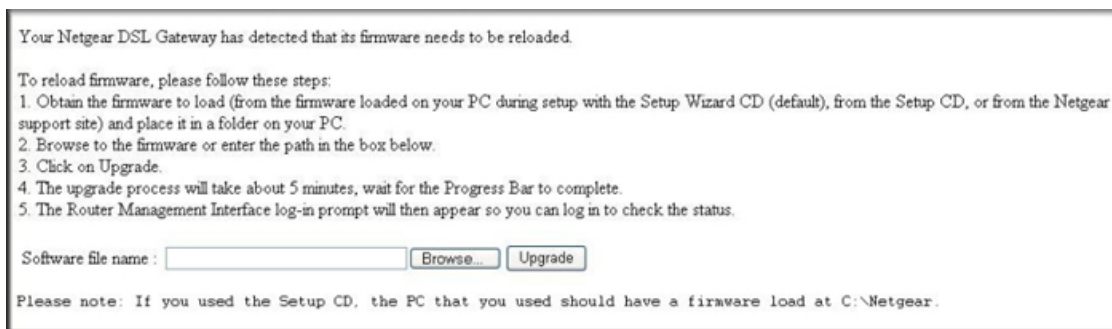 Your Netgear DSL Gateway has detected that its firmware needs to be reloaded.
To reload firmware, please follow these steps:
1. Obtain the firmware to load (from the firmware loaded on your PC during setup with the Setup Wizard CD (default), from the Setup CD, or from the Netgear
support site) and place it in a folder on your PC.
2. Browse to the firmware or enter the path in the box below.
3. Click on Upgrade.
4. The upgrade process will take about 5 minutes, wait for the Progress Bar to complete.
5. The Router Management Interface log-in prompt will then appear so you can log in to check the status.
Software file name : Browse... Upgrade
Please note: If you used the Setup CD, the PC that you used should have a firmware load at C:\Netgear.